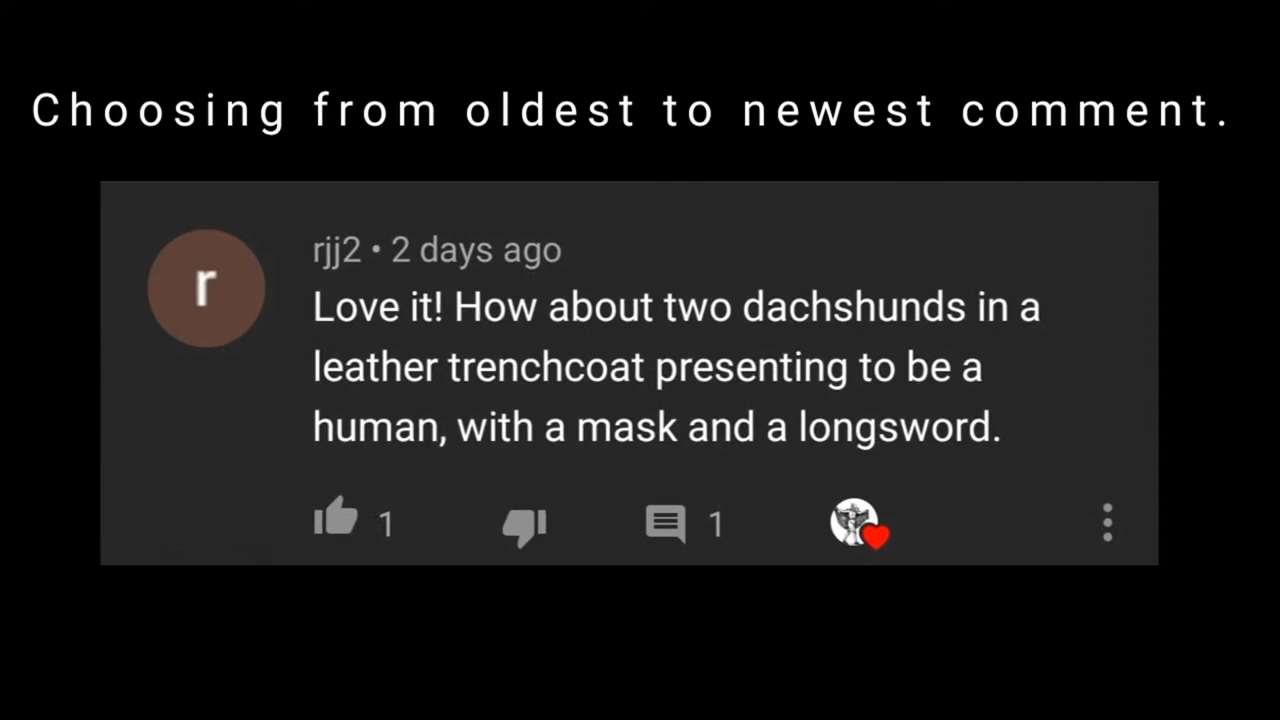 Choosing from oldest to newest comment.
r
rjj2 • 2 days ago
Love it! How about two dachshunds in a
leather trenchcoat presenting to be a
human, with a mask and a longsword.
1 1